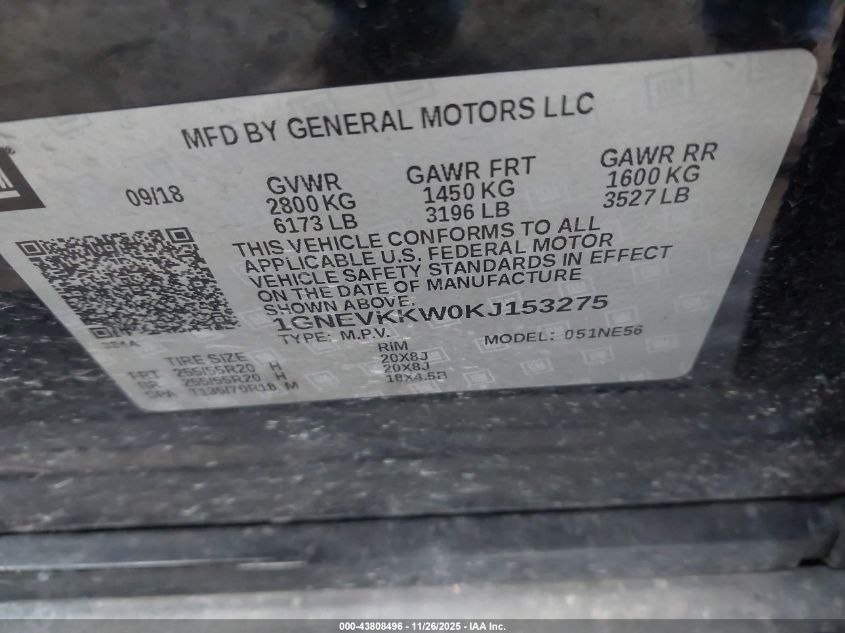 MFD BY GENERAL MOTORS LLC
09/18
GVWR
2800 KG
6173 LB
GAWR FRT
1450 KG
3196 LB
GAWR RR
1600 KG
3527 LB
THIS VEHICLE CONFORMS TO ALL
APPLICABLE U.S. FEDERAL MOTOR
VEHICLE SAFETY STANDARDS IN EFFECT
ON THE DATE OF MANUFACTURE
SHOWN ABOVE.
1GNEVKKW0KJ153275
TYPE: M.P.V. MODEL: 051NE56
TIRE SIZE RIM
FRT 255/55R20 H 20X8J
RR 255/55R20 H 20X8J
SPA T135/70R18 M 18X4.5B
000-43808496 - 11/26/2025 - IAA Inc.